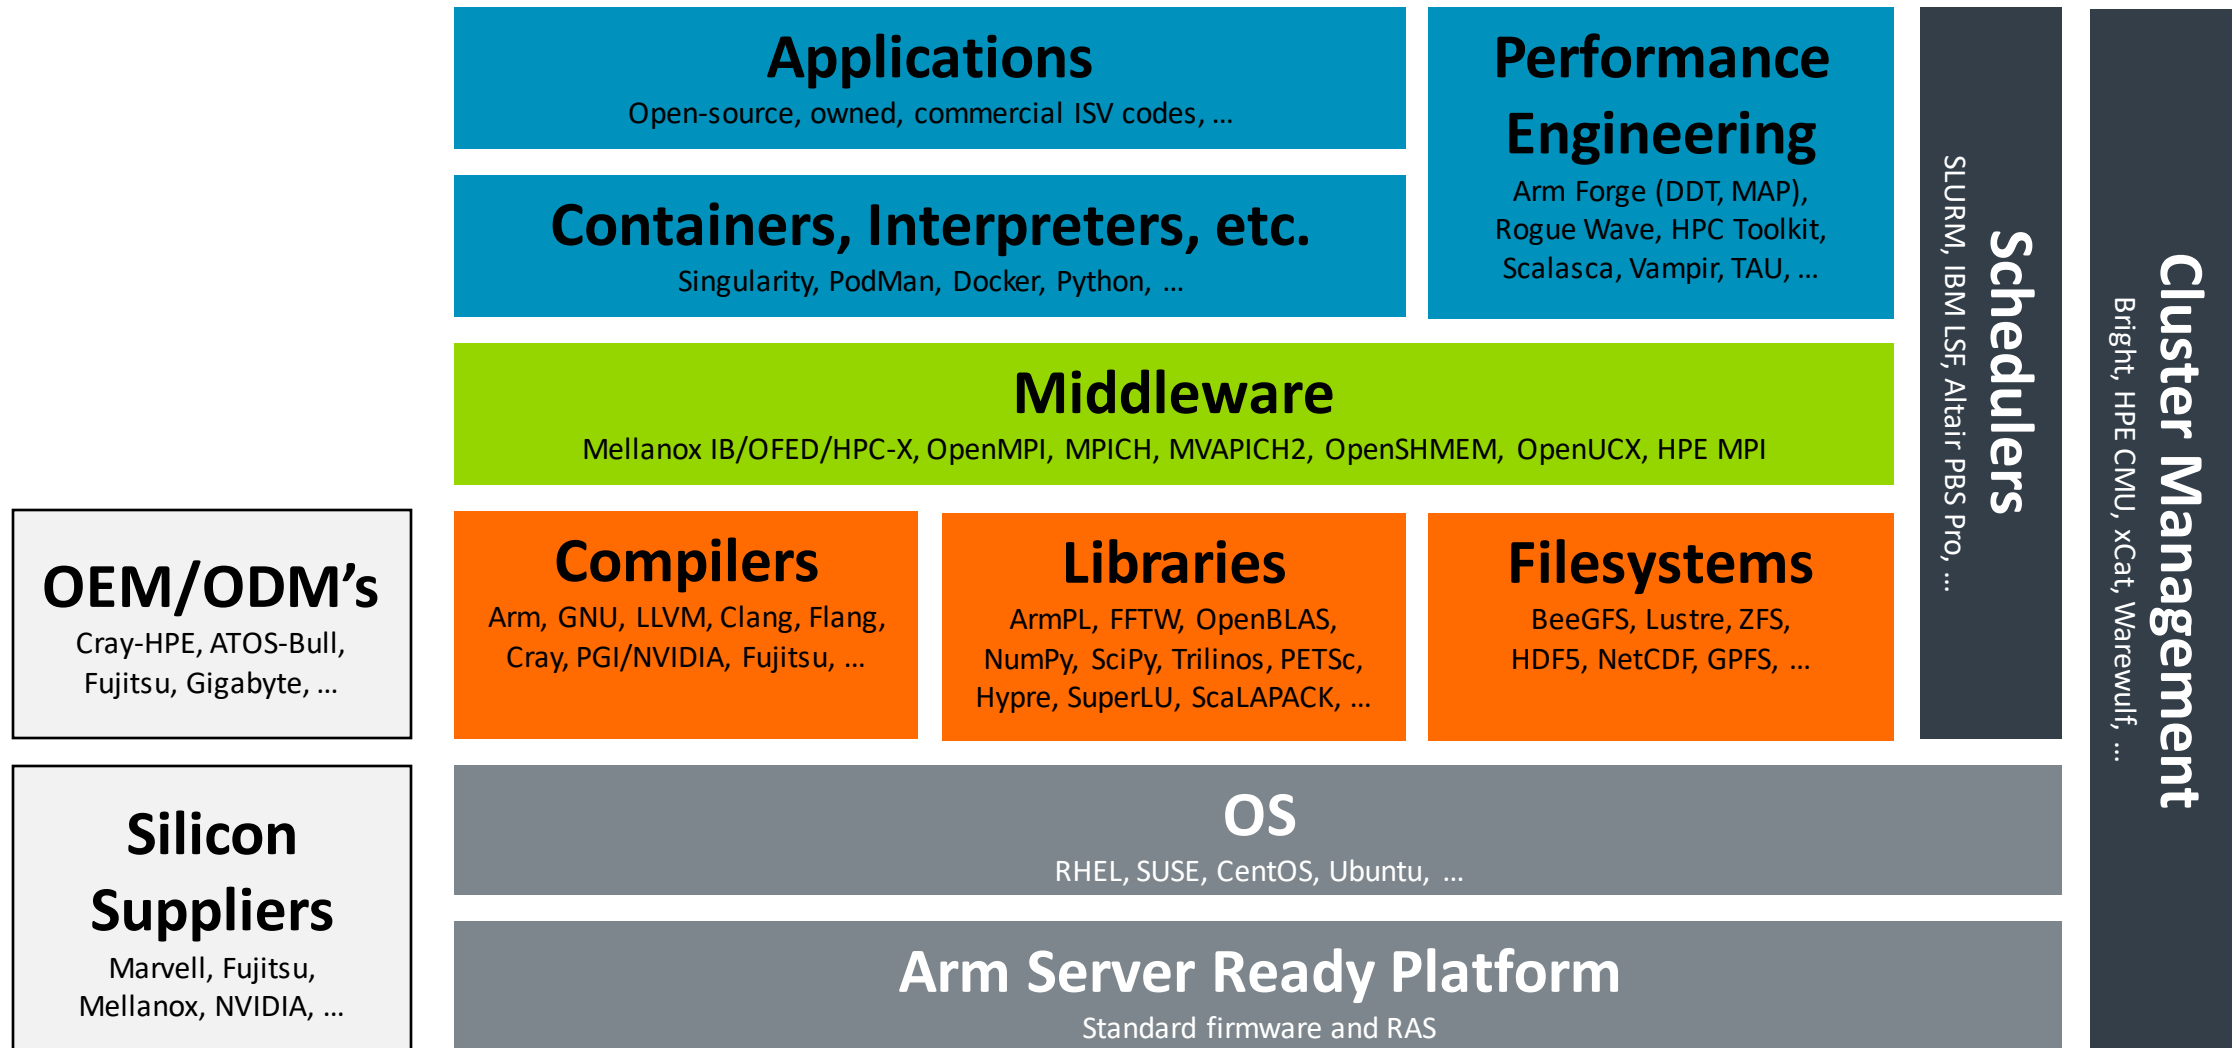 Applications
Open-source, owned, commercial ISV codes, ...
Containers, Interpreters, etc.
Singularity, PodMan, Docker, Python, ...
Performance
Engineering
Arm Forge (DDT, MAP),
Rogue Wave, HPC Toolkit,
Scalasca, Vampir, TAU, ...
Middleware
Mellanox IB/OFED/HPC-X, OpenMPI, MPICH, MVAPICH2, OpenSHMEM, OpenUCX, HPE MPI
OEM/ODM’s
Cray-HPE, ATOS-Bull,
Fujitsu, Gigabyte, ...
Compilers
Arm, GNU, LLVM, Clang, Flang,
Cray, PGI/NVIDIA, Fujitsu, ...
Libraries
ArmPL, FFTW, OpenBLAS,
NumPy, SciPy, Trilinos, PETSc,
Hypre, SuperLU, ScaLAPACK, ...
Filesystems
BeeGFS, Lustre, ZFS,
HDF5, NetCDF, GPFS, ...
Schedulers
SLURM, IBM LSF, Altair PBS Pro, ...
Cluster Management
Bright, HPE CMU, xCat, Warewulf, ...
Silicon
Suppliers
Marvell, Fujitsu,
Mellanox, NVIDIA, ...
OS
RHEL, SUSE, CentOS, Ubuntu, ...
Arm Server Ready Platform
Standard firmware and RAS